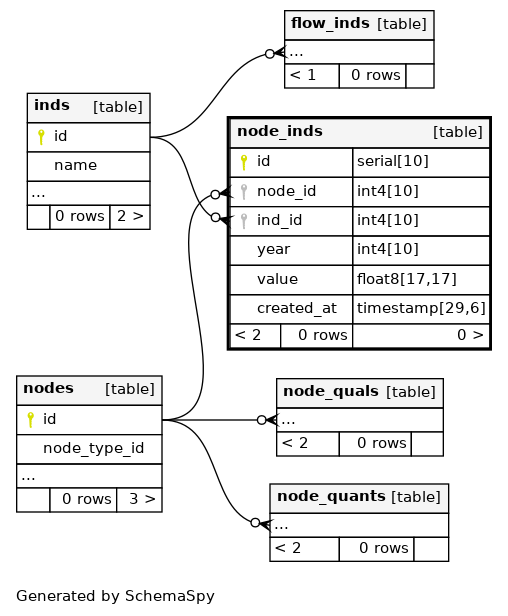 flow_inds [table]
...
< 1 0 rows
inds [table]
id
name
...
0 rows 2 >
node_inds [table]
id serial[10]
node_id int4[10]
ind_id int4[10]
year int4[10]
value float8[17,17]
created_at timestamp[29,6]
< 2 0 rows 0 >
nodes [table]
id
node_type_id
...
0 rows 3 >
node_quals [table]
...
< 2 0 rows
node_quants [table]
...
< 2 0 rows
Generated by SchemaSpy